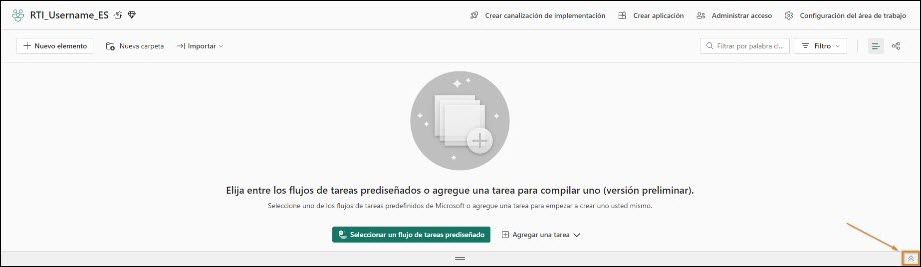 RTI_Username_ES
Crear canalización de implementación
Crear aplicación
Administrar acceso
Configuración del área de trabajo
+ Nuevo elemento
Nueva carpeta
Importar
Filtrar por palabra c...
Filtro
Elija entre los flujos de tareas prediseñados o agregue una tarea para compilar uno (versión preliminar).
Seleccione uno de los flujos de tareas predefinidos de Microsoft o agregue una tarea para empezar a crear uno usted mismo.
Seleccionar un flujo de tareas prediseñado
Agregar una tarea